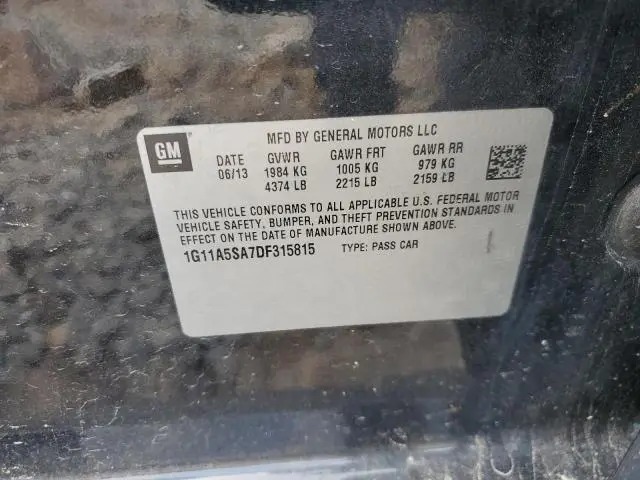 GM
MFD BY GENERAL MOTORS LLC
DATE GVWR GAWR FRT GAWR RR
06/13 1984 KG 1005 KG 979 KG
4374 LB 2215 LB 2159 LB
THIS VEHICLE CONFORMS TO ALL APPLICABLE U.S. FEDERAL MOTOR
VEHICLE SAFETY, BUMPER, AND THEFT PREVENTION STANDARDS IN
EFFECT ON THE DATE OF MANUFACTURE SHOWN ABOVE.
1G11A5SA7DF315815 TYPE: PASS CAR